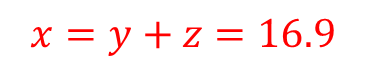 x = y + z = 16.9